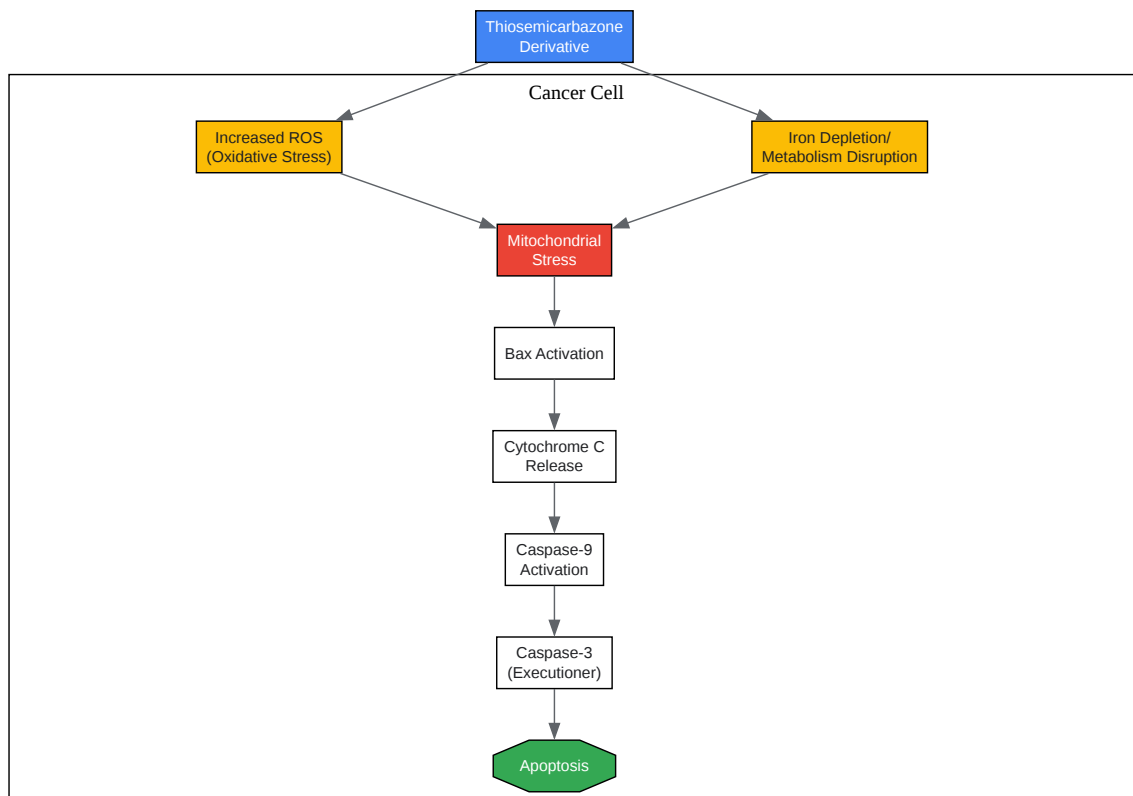 Thiosemicarbazone
Derivative
Cancer Cell
Increased ROS
(Oxidative Stress)
Iron Depletion/
Metabolism Disruption
Mitochondrial
Stress
Bax Activation
Cytochrome C
Release
Caspase-9
Activation
Caspase-3
(Executioner)
Apoptosis